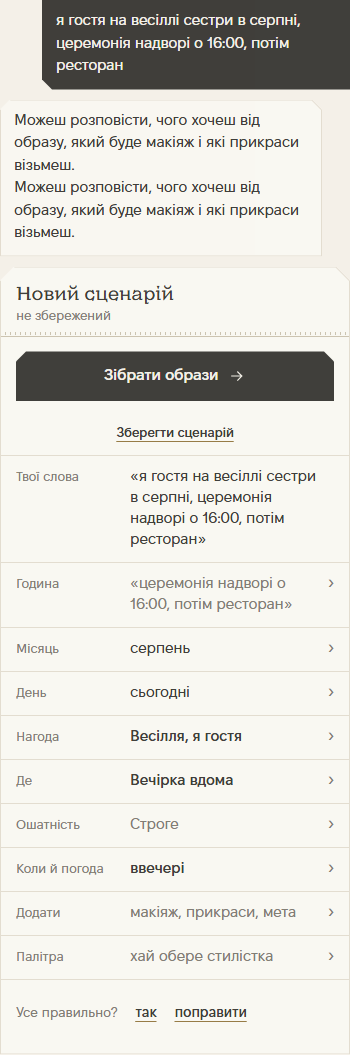 я гостя на весіллі сестри в серпні,
церемонія надворі о 16:00, потім
ресторан
Можеш розповісти, чого хочеш від
образу, який буде макіяж і які прикраси
візьмеш.
Можеш розповісти, чого хочеш від
образу, який буде макіяж і які прикраси
візьмеш.
Новий сценарій
не збережений
Зібрати образи →
Зберегти сценарій
Твої слова «я гостя на весіллі сестри
в серпні, церемонія
надворі о 16:00, потім
ресторан»
Година «церемонія надворі о
16:00, потім ресторан»
Місяць серпень
День сьогодні
Нагода Весілля, я гостя
Де Вечірка вдома
Ошатність Строге
Коли й погода ввечері
Додати макіяж, прикраси, мета
Палітра хай обере стилістка
Усе правильно? так поправити